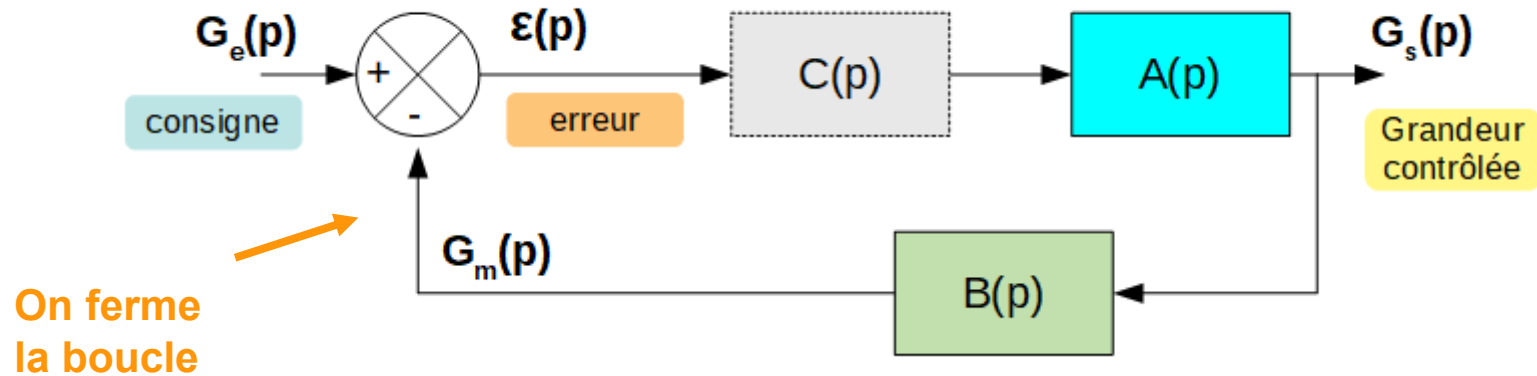 Ge(p)
ε(p)
Gs(p)
+
-
C(p)
A(p)
consigne
erreur
Grandeur
contrôlée
Gm(p)
B(p)
On ferme
la boucle